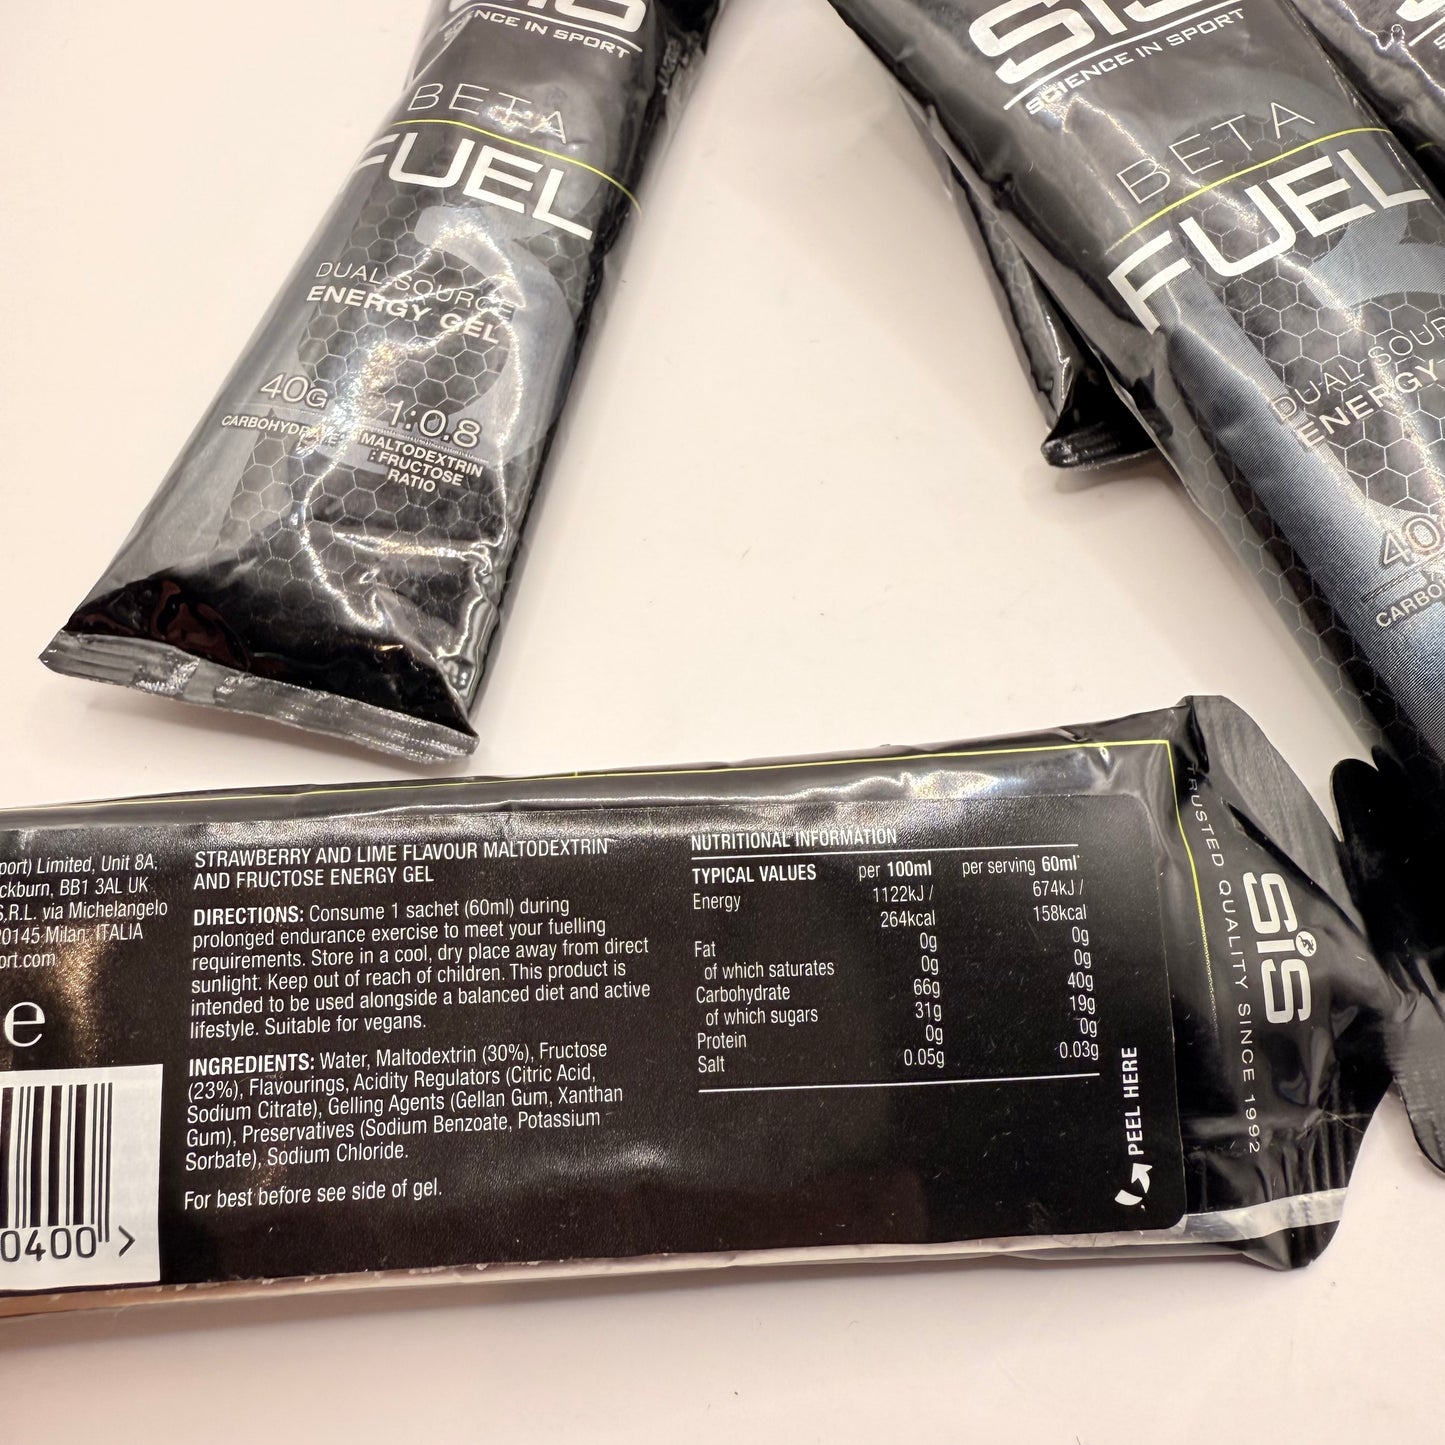 SiS
SCIENCE IN SPORT
BETA
FUEL
DUAL SOURCE
ENERGY GEL
40G
CARBOHYDRATE
1:0.8
MALTODEXTRIN
:FRUCTOSE
RATIO
SiS
SCIENCE IN SPORT
BETA
FUEL
DUAL SOUR
ENERGY
40
CARBO
port) Limited, Unit 8A,
ckburn, BB1 3AL UK
S.R.L. via Michelangelo
20145 Milan, ITALIA
ort.com
e
0400 >
STRAWBERRY AND LIME FLAVOUR MALTODEXTRIN
AND FRUCTOSE ENERGY GEL
DIRECTIONS: Consume 1 sachet (60ml) during
prolonged endurance exercise to meet your fuelling
requirements. Store in a cool, dry place away from direct
sunlight. Keep out of reach of children. This product is
intended to be used alongside a balanced diet and active
lifestyle. Suitable for vegans.
INGREDIENTS: Water, Maltodextrin (30%), Fructose
(23%), Flavourings, Acidity Regulators (Citric Acid,
Sodium Citrate), Gelling Agents (Gellan Gum, Xanthan
Gum), Preservatives (Sodium Benzoate, Potassium
Sorbate), Sodium Chloride.
For best before see side of gel.
NUTRITIONAL INFORMATION
TYPICAL VALUES per 100ml per serving 60ml*
Energy 1122kJ / 674kJ /
264kcal 158kcal
Fat 0g 0g
of which saturates 0g 0g
Carbohydrate 66g 40g
of which sugars 31g 19g
Protein 0g 0g
Salt 0.05g 0.03g
PEEL HERE
TRUSTED QUALITY SINCE 1992
SiS